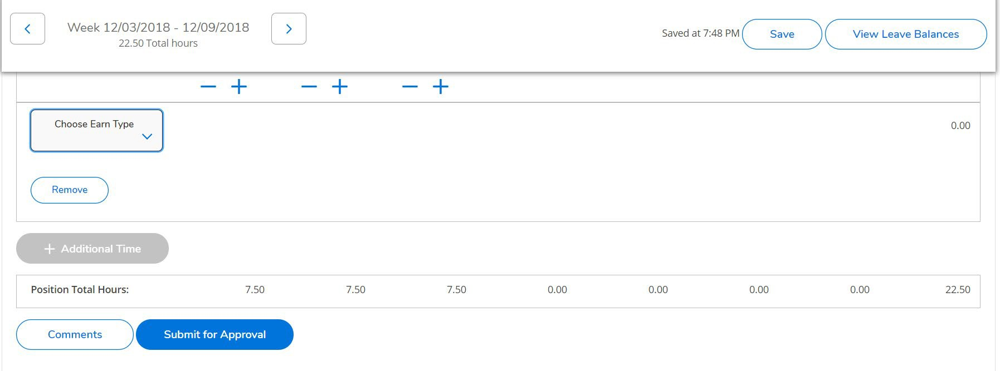 Week 12/03/2018 - 12/09/2018
22.50 Total hours
Saved at 7:48 PM
Save
View Leave Balances
Choose Earn Type
0.00
Remove
+ Additional Time
Position Total Hours: 7.50 7.50 7.50 0.00 0.00 0.00 0.00 22.50
Comments
Submit for Approval